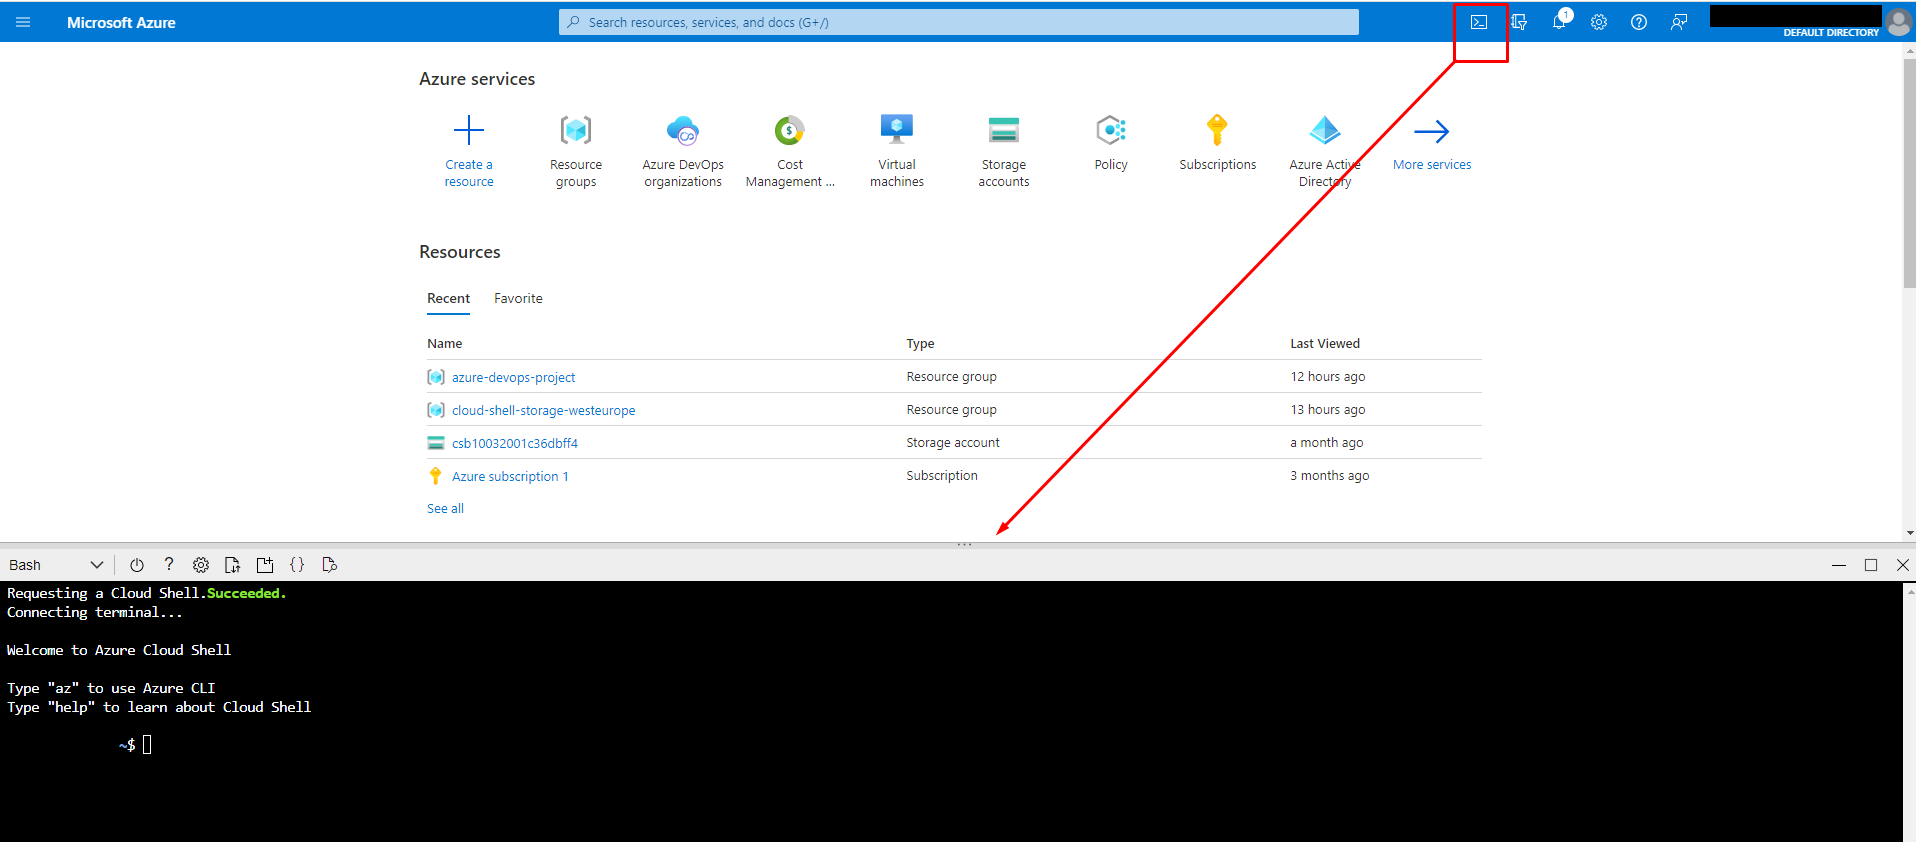 Microsoft Azure
Search resources, services, and docs (G+/)
1
DEFAULT DIRECTORY
Azure services
Create a resource
Resource groups
Azure DevOps organizations
Cost Management ...
Virtual machines
Storage accounts
Policy
Subscriptions
Azure Active Directory
More services
Resources
Recent Favorite
Name Type Last Viewed
azure-devops-project Resource group 12 hours ago
cloud-shell-storage-westeurope Resource group 13 hours ago
csb10032001c36dbff4 Storage account a month ago
Azure subscription 1 Subscription 3 months ago
See all
Bash
Requesting a Cloud Shell.Succeeded.
Connecting terminal...
Welcome to Azure Cloud Shell
Type "az" to use Azure CLI
Type "help" to learn about Cloud Shell
~$